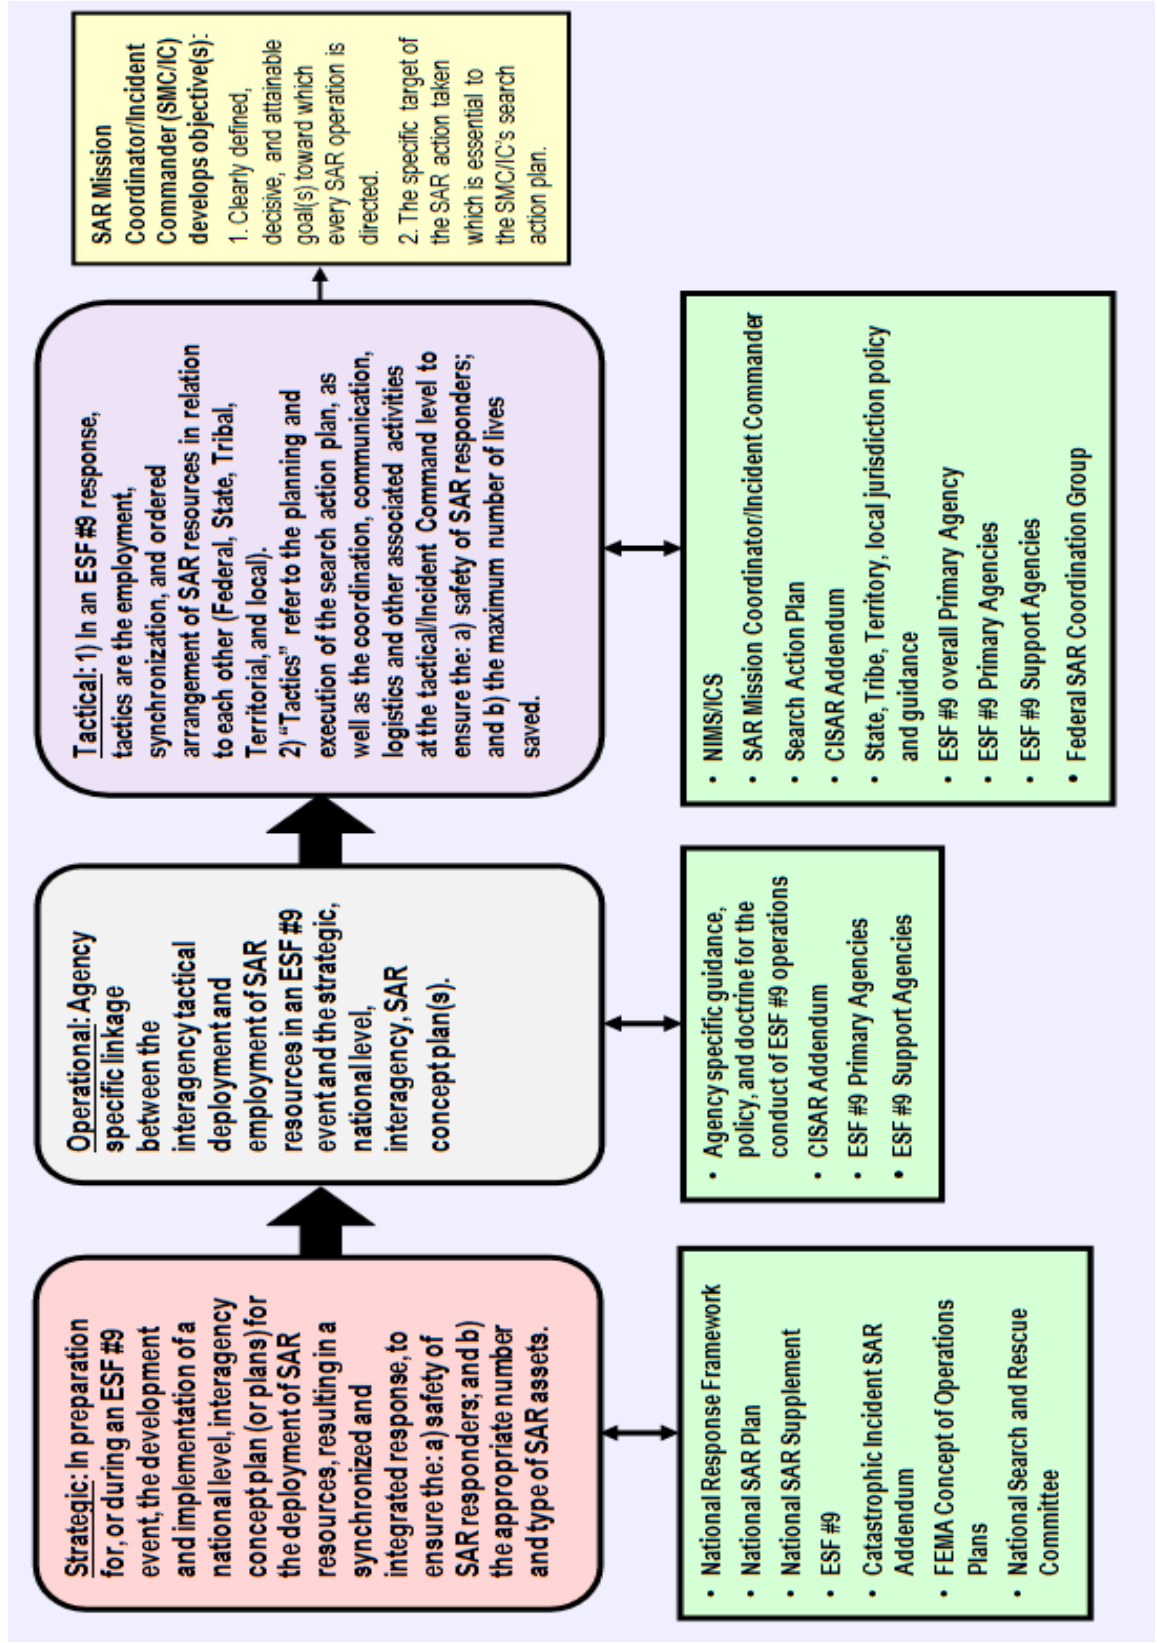 Strategic: In preparation
for, or during an ESF #9
event, the development
and implementation of a
national level, interagency
concept plan (or plans) for
the deployment of SAR
resources, resulting in a
synchronized and
integrated response, to
ensure the: a) safety of
SAR responders; and b)
the appropriate number
and type of SAR assets.
Operational: Agency
specific linkage
between the
interagency tactical
deployment and
employment of SAR
resources in an ESF #9
event and the strategic,
national level,
interagency, SAR
concept plan(s).
Tactical: 1) In an ESF #9 response,
tactics are the employment,
synchronization, and ordered
arrangement of SAR resources in relation
to each other (Federal, State, Tribal,
Territorial, and local).
2) “Tactics” refer to the planning and
execution of the search action plan, as
well as the coordination, communication,
logistics and other associated activities
at the tactical/Incident Command level to
ensure the: a) safety of SAR responders;
and b) the maximum number of lives
saved.
SAR Mission
Coordinator/Incident
Commander (SMC/IC)
develops objective(s):
1. Clearly defined,
decisive, and attainable
goal(s) toward which
every SAR operation is
directed.
2. The specific target of
the SAR action taken
which is essential to
the SMC/IC's search
action plan.
• National Response Framework
• National SAR Plan
• National SAR Supplement
• ESF #9
• Catastrophic Incident SAR
Addendum
• FEMA Concept of Operations
Plans
• National Search and Rescue
Committee
• Agency specific guidance,
policy, and doctrine for the
conduct of ESF #9 operations
• CISAR Addendum
• ESF #9 Primary Agencies
• ESF #9 Support Agencies
• NIMS/ICS
• SAR Mission Coordinator/Incident Commander
• Search Action Plan
• CISAR Addendum
• State, Tribe, Territory, local jurisdiction policy
and guidance
• ESF #9 overall Primary Agency
• ESF #9 Primary Agencies
• ESF #9 Support Agencies
• Federal SAR Coordination Group